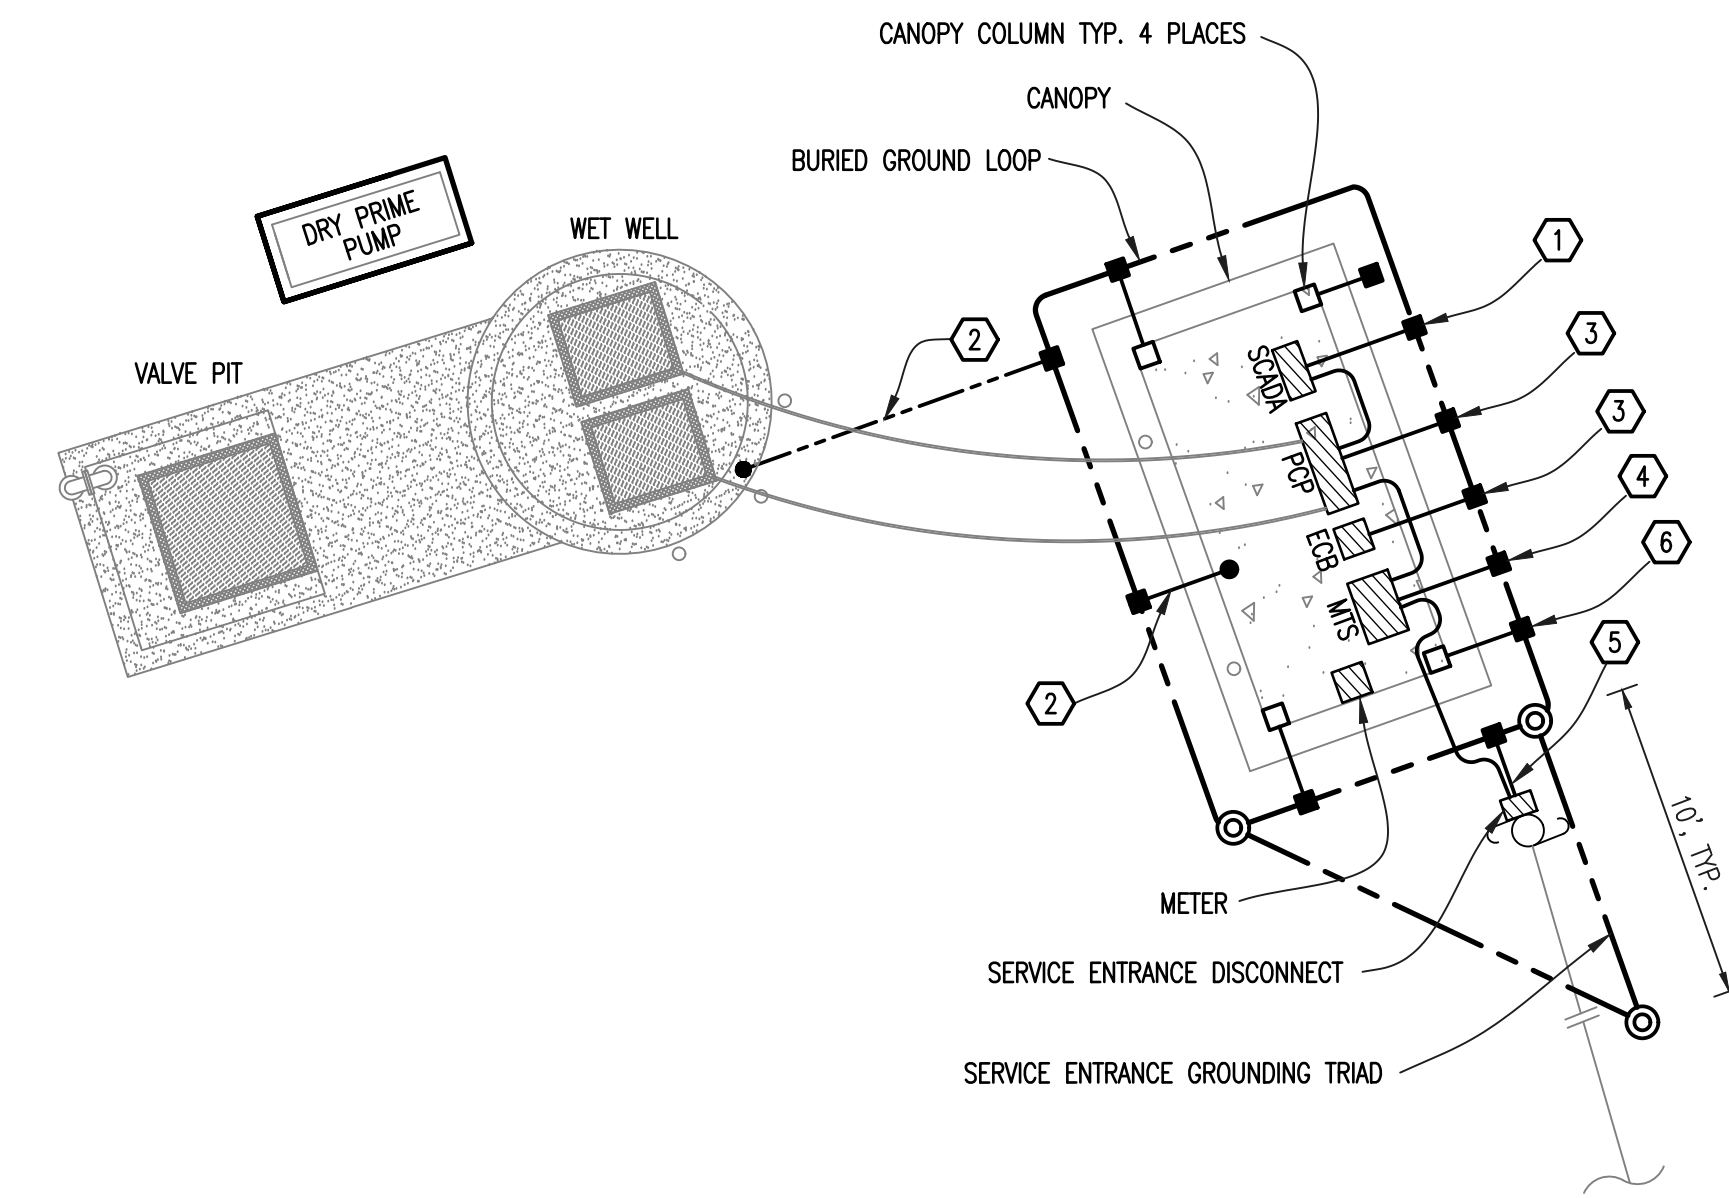 CANOPY COLUMN TYP. 4 PLACES
CANOPY
BURIED GROUND LOOP
DRY PRIME
PUMP
WET WELL
VALVE PIT
1
2
3
3
4
6
5
2
SCADA
PCP
ECB
MTS
10', TYP.
METER
SERVICE ENTRANCE DISCONNECT
SERVICE ENTRANCE GROUNDING TRIAD